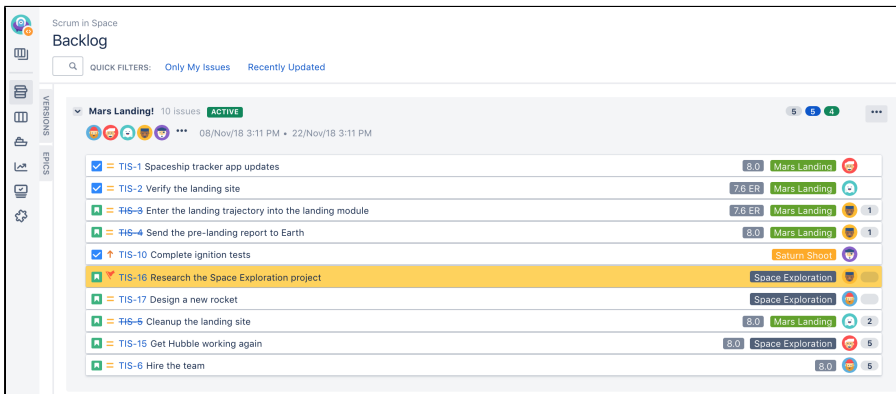 Scrum in Space
Backlog
QUICK FILTERS: Only My Issues Recently Updated
VERSIONS
EPICS
Mars Landing! 10 issues ACTIVE 5 5 4 •••
••• 08/Nov/18 3:11 PM • 22/Nov/18 3:11 PM
TIS-1 Spaceship tracker app updates 8.0 Mars Landing
TIS-2 Verify the landing site 7.6 ER Mars Landing
TIS-3 Enter the landing trajectory into the landing module 7.6 ER Mars Landing 1
TIS-4 Send the pre-landing report to Earth 8.0 Mars Landing 1
TIS-10 Complete ignition tests Saturn Shoot
TIS-16 Research the Space Exploration project Space Exploration
TIS-17 Design a new rocket Space Exploration
TIS-5 Cleanup the landing site 8.0 Mars Landing 2
TIS-15 Get Hubble working again 8.0 Space Exploration 5
TIS-6 Hire the team 8.0 5